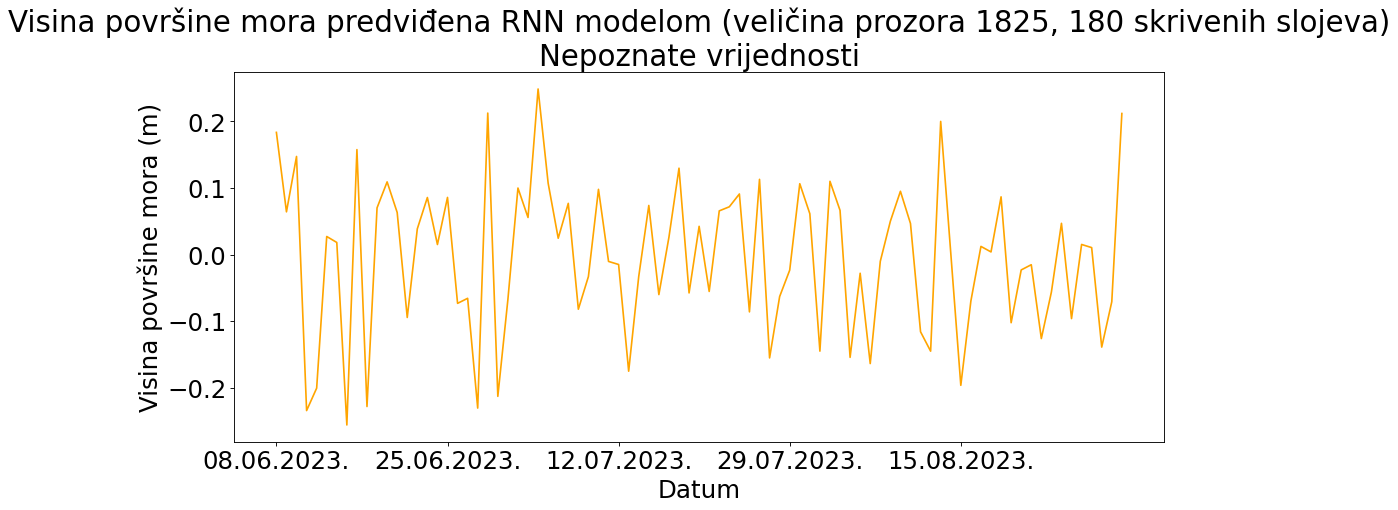 Visina površine mora predviđena RNN modelom (veličina prozora 1825, 180 skrivenih slojeva)
Nepoznate vrijednosti
Visina površine mora (m)
0.2
0.1
0.0
−0.1
−0.2
08.06.2023. 25.06.2023. 12.07.2023. 29.07.2023. 15.08.2023.
Datum